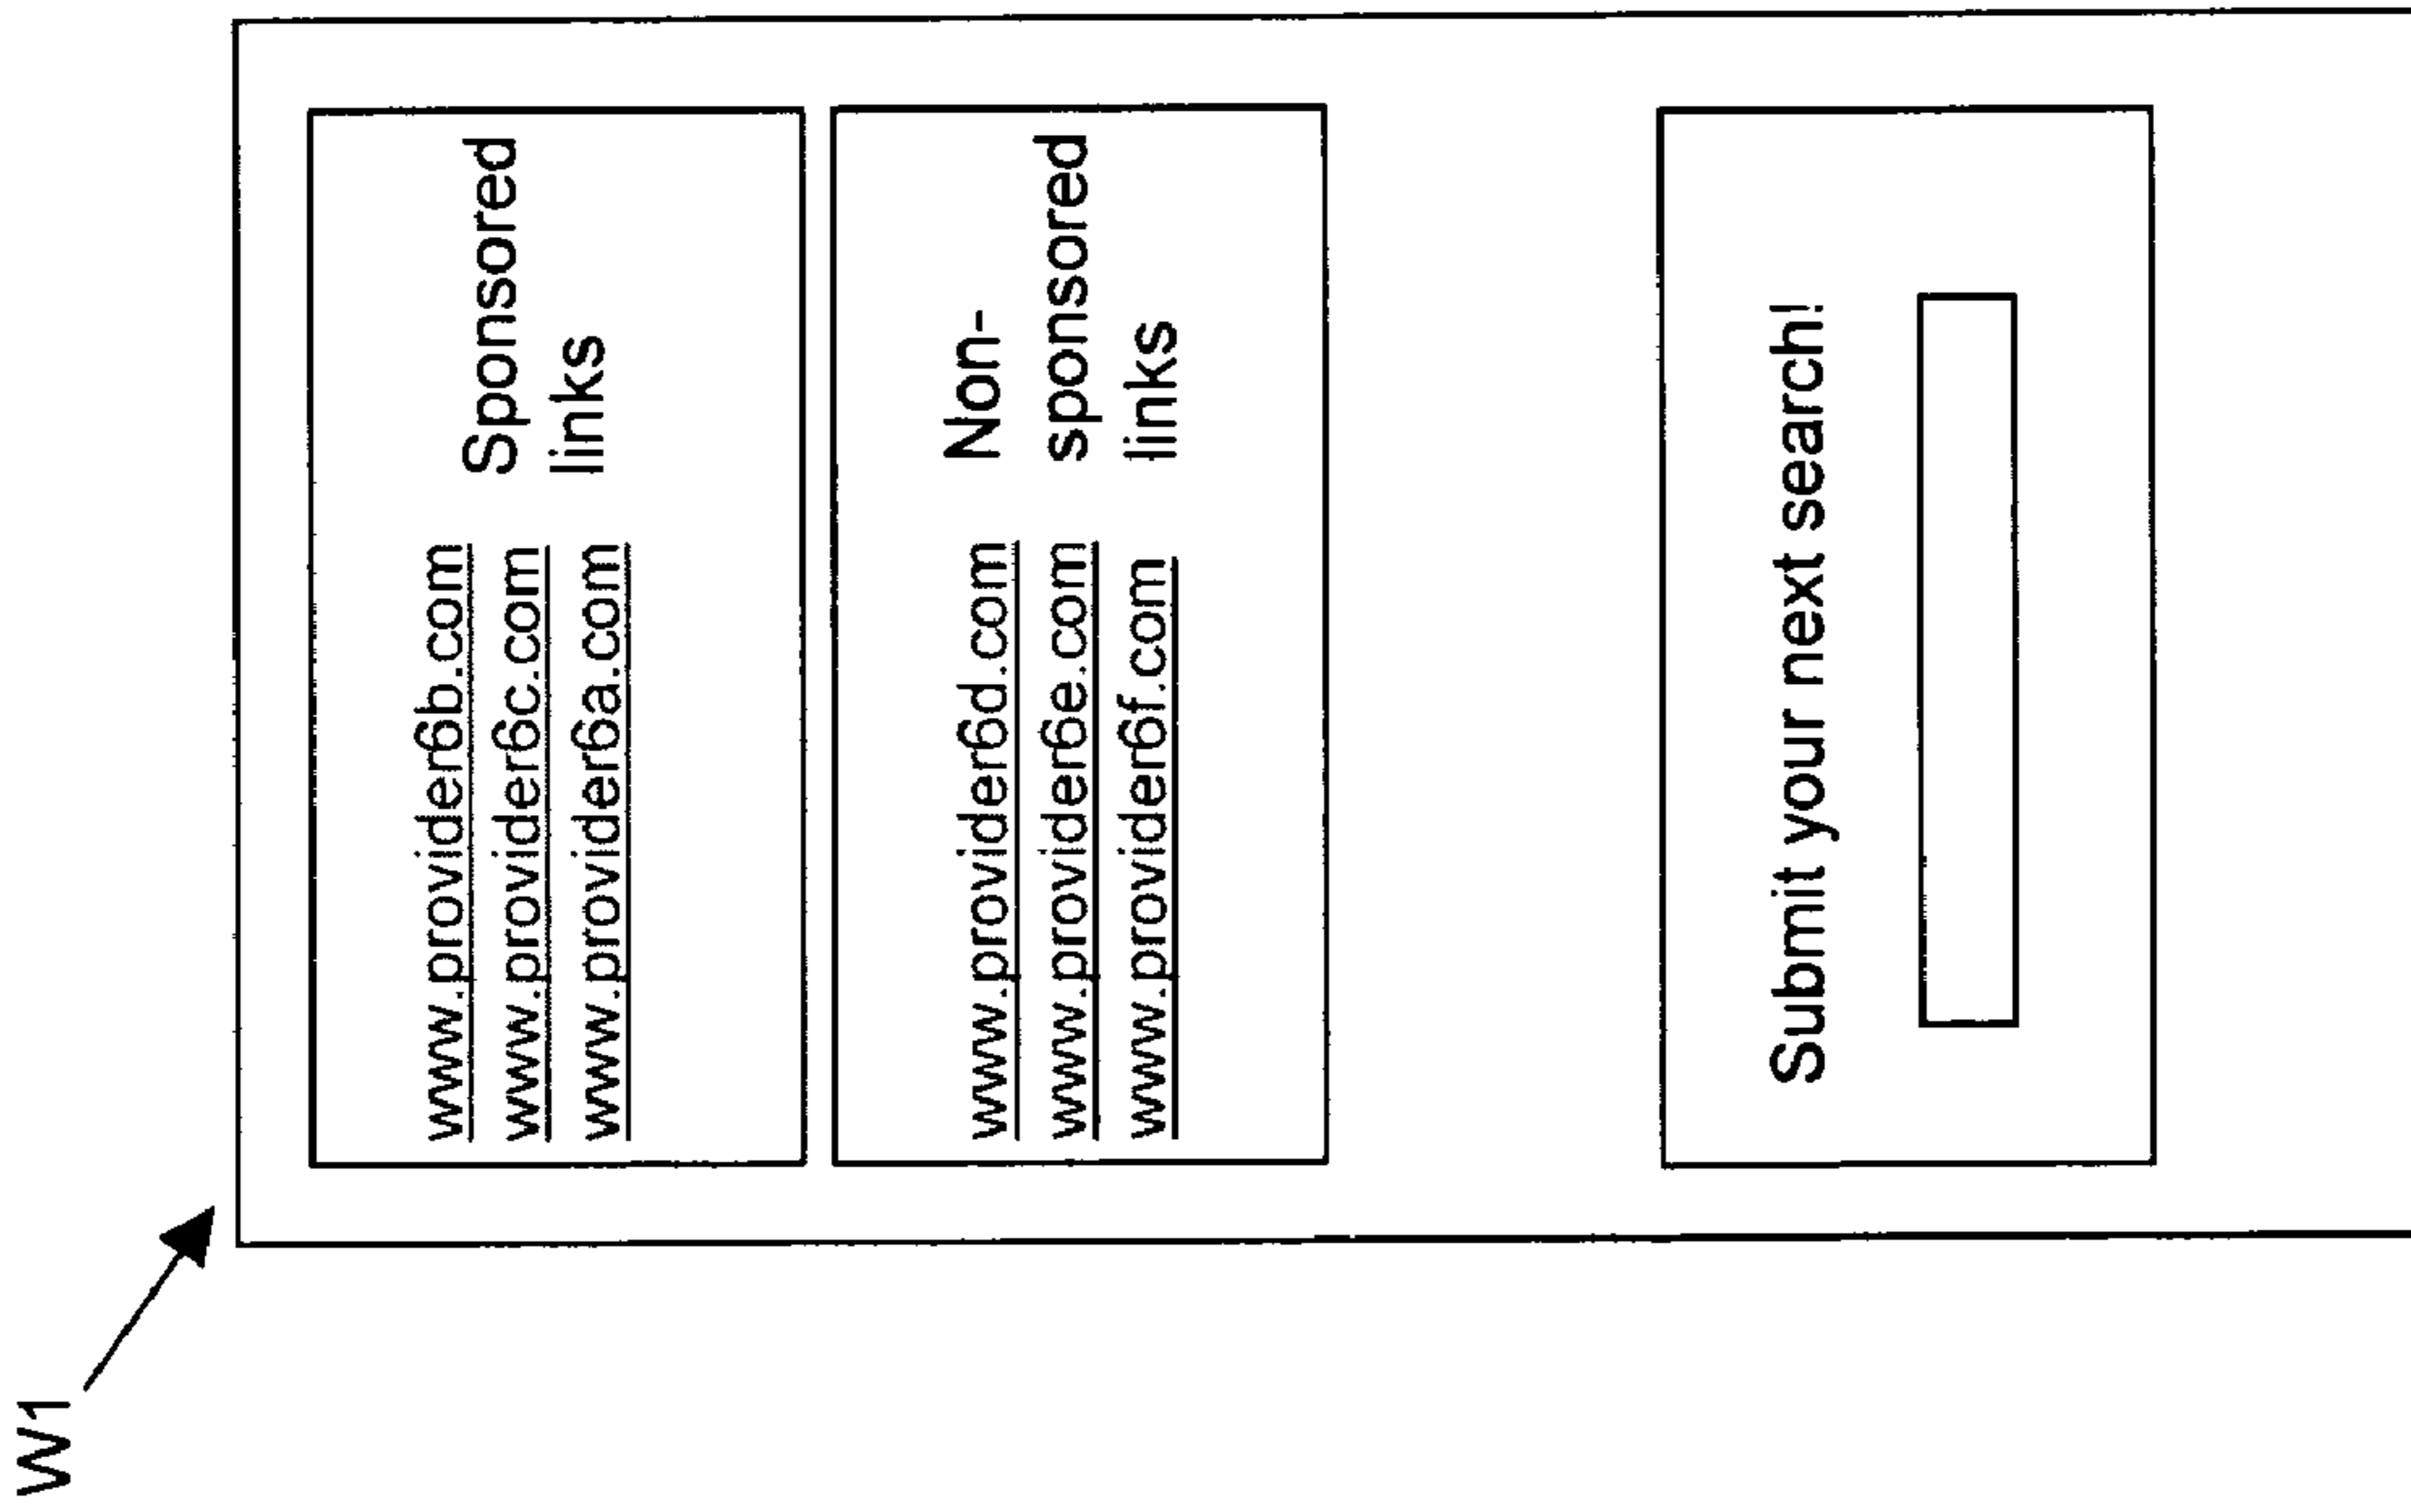 W1
www.provider6b.com
www.provider6c.com
www.provider6a.com
Sponsored
links
www.provider6d.com
www.provider6e.com
www.provider6f.com
Non-
sponsored
links
Submit your next search!